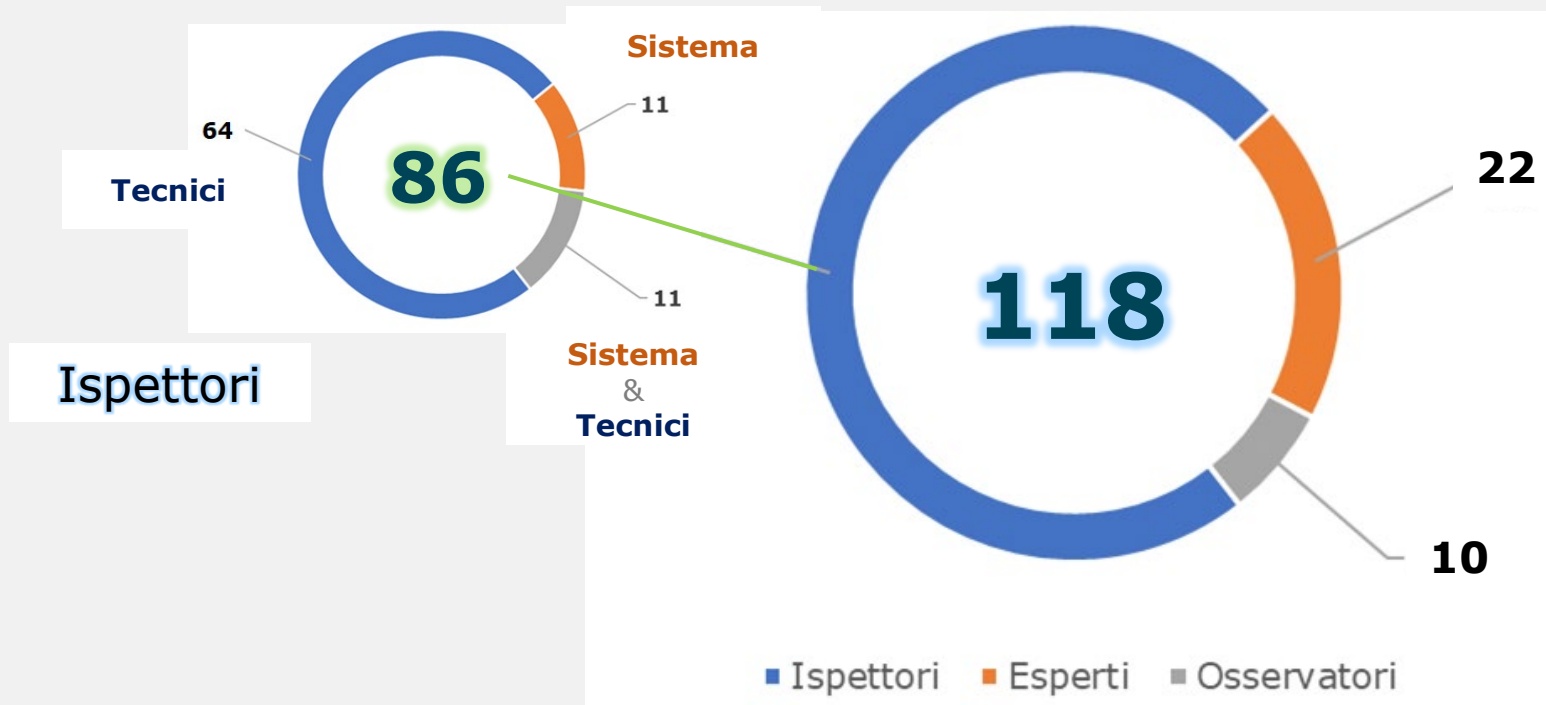 Sistema
11
64
86
Tecnici
11
Sistema
&
Tecnici
Ispettori
22
118
10
Ispettori Esperti Osservatori